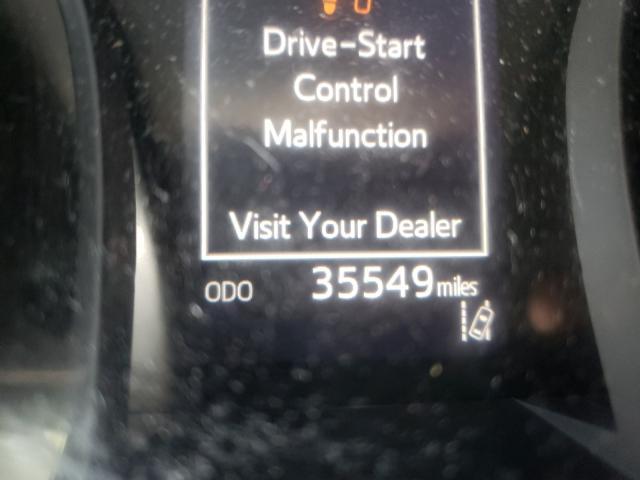 Drive-Start
Control
Malfunction
Visit Your Dealer
ODO 35549 miles